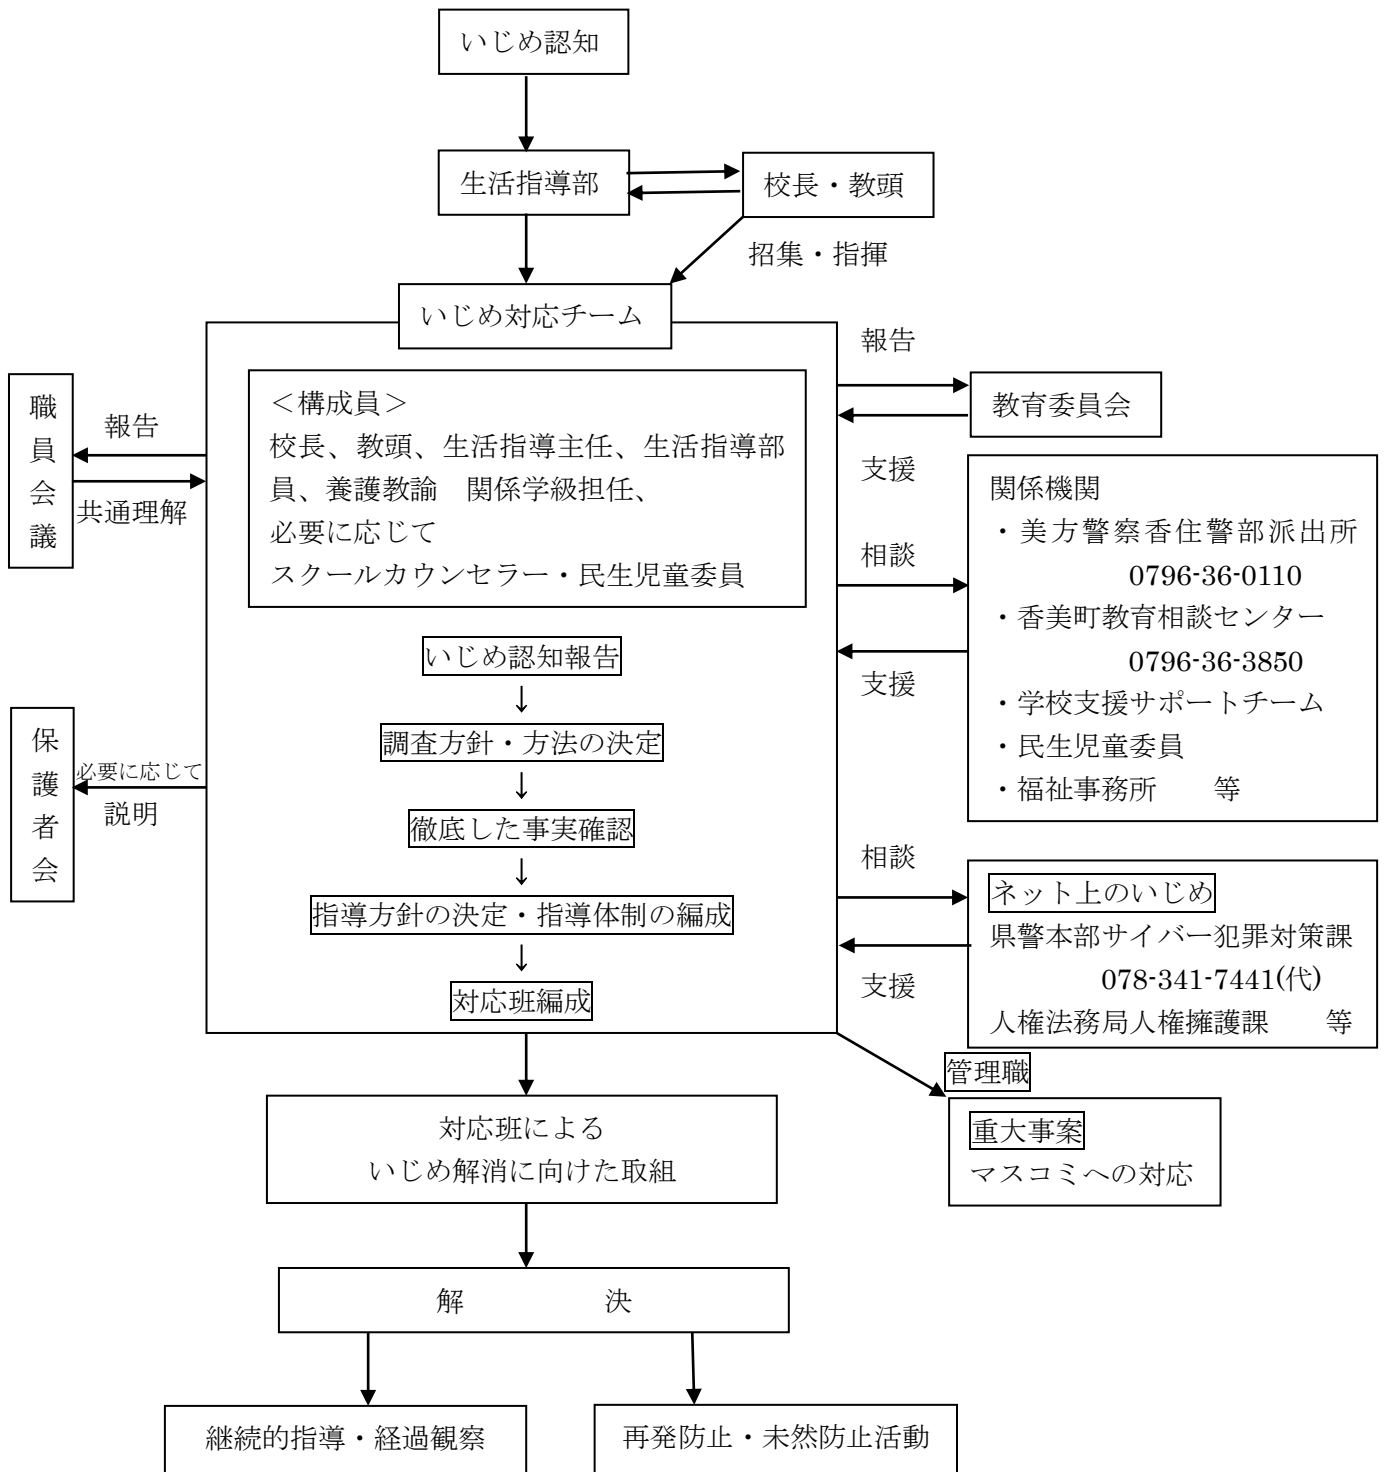 いじめ認知
生活指導部
校長・教頭
招集・指揮
いじめ対応チーム
<構成員>
校長、教頭、生活指導主任、生活指導部
員、養護教諭　関係学級担任、
必要に応じて
スクールカウンセラー・民生児童委員
いじめ認知報告
↓
調査方針・方法の決定
↓
徹底した事実確認
↓
指導方針の決定・指導体制の編成
↓
対応班編成
職員会議
報告
共通理解
保護者会
必要に応じて
説明
報告
教育委員会
支援
相談
支援
関係機関
・美方警察香住警部派出所
0796-36-0110
・香美町教育相談センター
0796-36-3850
・学校支援サポートチーム
・民生児童委員
・福祉事務所　　等
相談
支援
ネット上のいじめ
県警本部サイバー犯罪対策課
078-341-7441(代)
人権法務局人権擁護課　　等
管理職
重大事案
マスコミへの対応
対応班による
いじめ解消に向けた取組
解　　　　　決
継続的指導・経過観察
再発防止・未然防止活動